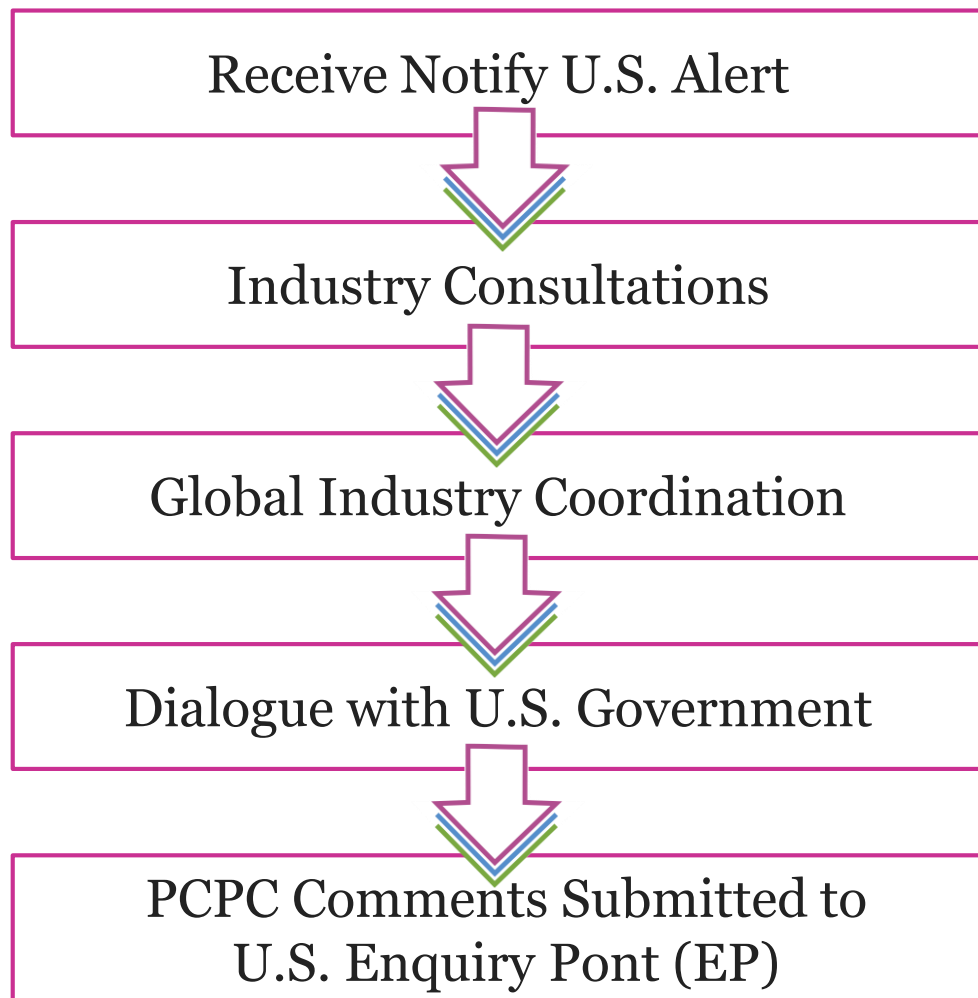 Receive Notify U.S. Alert
Industry Consultations
Global Industry Coordination
Dialogue with U.S. Government
PCPC Comments Submitted to
U.S. Enquiry Pont (EP)